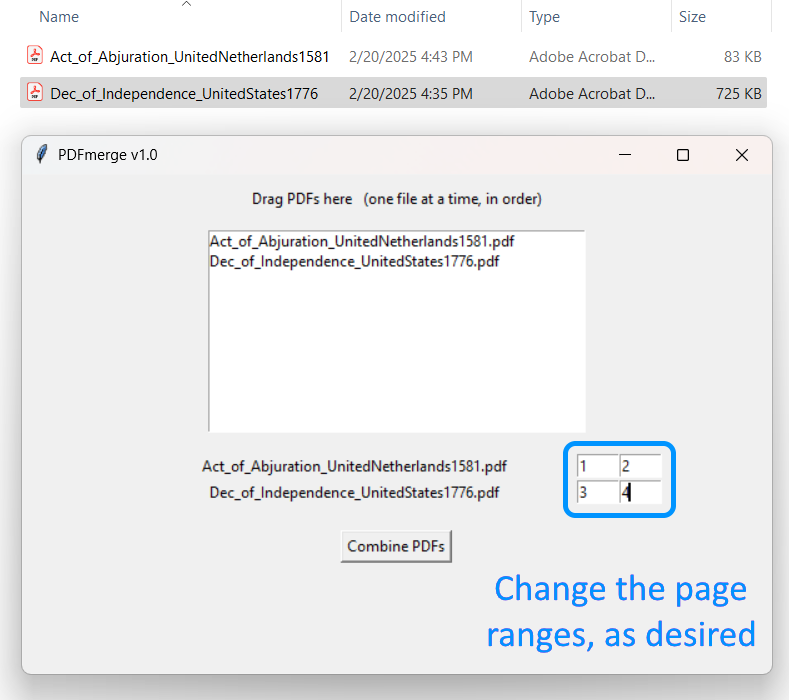 Name Date modified Type Size
Act_of_Abjuration_UnitedNetherlands1581 2/20/2025 4:43 PM Adobe Acrobat D... 83 KB
Dec_of_Independence_UnitedStates1776 2/20/2025 4:35 PM Adobe Acrobat D... 725 KB
PDFmerge v1.0
Drag PDFs here (one file at a time, in order)
Act_of_Abjuration_UnitedNetherlands1581.pdf
Dec_of_Independence_UnitedStates1776.pdf
Act_of_Abjuration_UnitedNetherlands1581.pdf 1 2
Dec_of_Independence_UnitedStates1776.pdf 3 4
Combine PDFs
Change the page
ranges, as desired